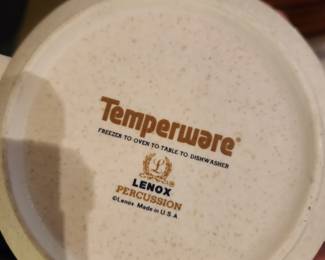 Temperware®
FREEZER TO OVEN TO TABLE TO DISHWASHER
L
LENOX®
PERCUSSION
©Lenox. Made in U.S.A